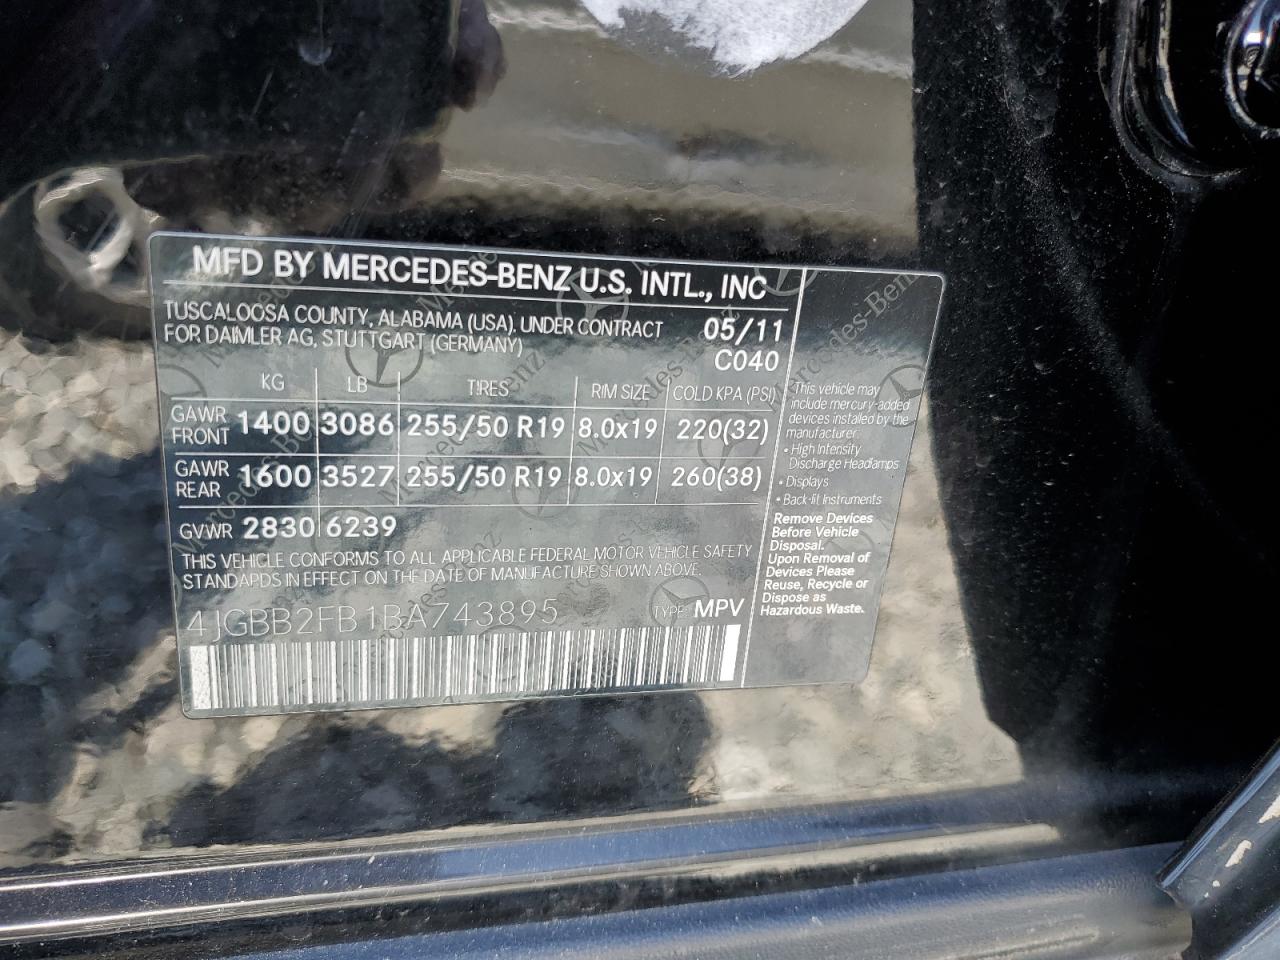 MFD BY MERCEDES-BENZ U.S. INTL., INC
TUSCALOOSA COUNTY, ALABAMA (USA). UNDER CONTRACT 05/11
FOR DAIMLER AG, STUTTGART (GERMANY) C040
KG LB TIRES RIM SIZE COLD KPA (PSI)
GAWR FRONT 1400 3086 255/50 R19 8.0x19 220(32)
GAWR REAR 1600 3527 255/50 R19 8.0x19 260(38)
GVWR 2830 6239
THIS VEHICLE CONFORMS TO ALL APPLICABLE FEDERAL MOTOR VEHICLE SAFETY
STANDARDS IN EFFECT ON THE DATE OF MANUFACTURE SHOWN ABOVE.
4JGBB2FB1BA743895 TYPE: MPV
This vehicle may
include mercury-added
devices installed by the
manufacturer:
• High Intensity
Discharge Headlamps
• Displays
• Back-lit Instruments
Remove Devices
Before Vehicle
Disposal.
Upon Removal of
Devices Please
Reuse, Recycle or
Dispose as
Hazardous Waste.